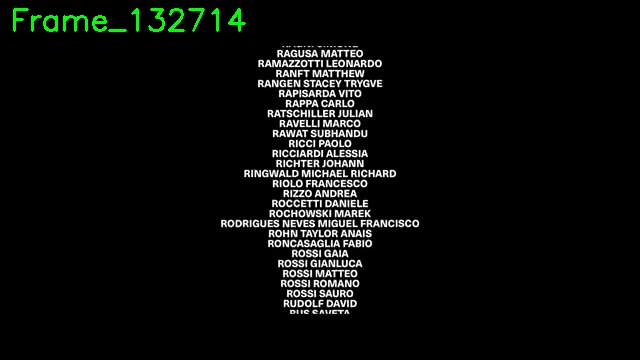 Frame_132714
RAGUSA MATTEO
RAMAZZOTTI LEONARDO
RANFT MATTHEW
RANGEN STACEY TRYGVE
RAPISARDA VITO
RAPPA CARLO
RATSCHILLER JULIAN
RAVELLI MARCO
RAWAT SUBHANDU
RICCI PAOLO
RICCIARDI ALESSIA
RICHTER JOHANN
RINGWALD MICHAEL RICHARD
RIOLO FRANCESCO
RIZZO ANDREA
ROCCETTI DANIELE
ROCHOWSKI MAREK
RODRIGUES NEVES MIGUEL FRANCISCO
ROHN TAYLOR ANAIS
RONCASAGLIA FABIO
ROSSI GAIA
ROSSI GIANLUCA
ROSSI MATTEO
ROSSI ROMANO
ROSSI SAURO
RUDOLF DAVID
RUS SAVETA